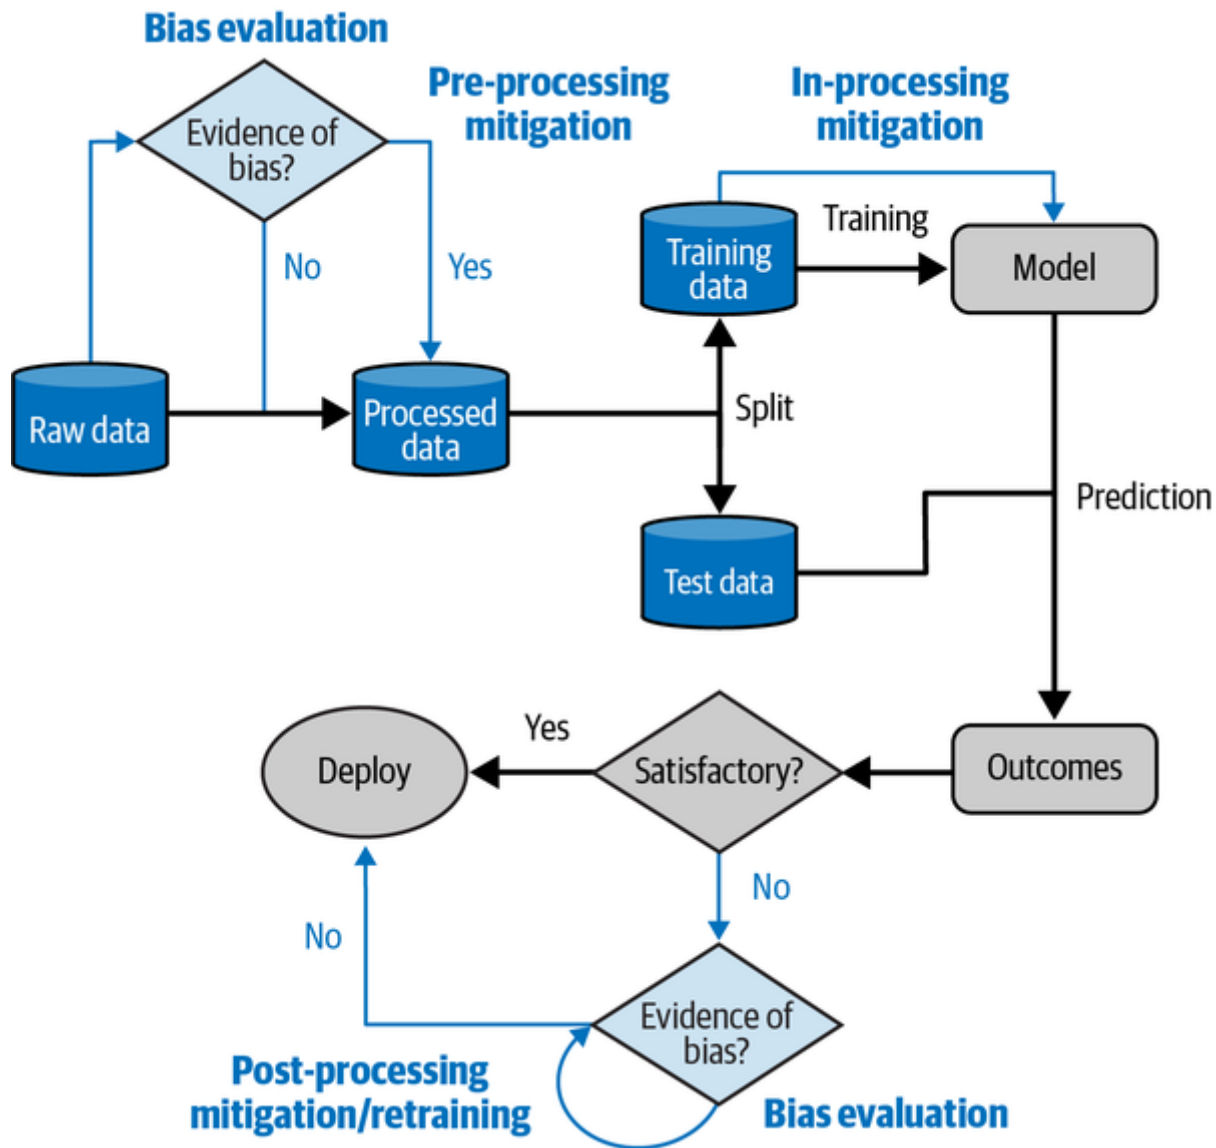 Bias evaluation
Pre-processing
mitigation
In-processing
mitigation
Evidence of
bias?
No
Yes
Training
data
Training
Model
Raw data
Processed
data
Split
Test data
Prediction
Deploy
Yes
Satisfactory?
Outcomes
No
No
Evidence of
bias?
Post-processing
mitigation/retraining
Bias evaluation